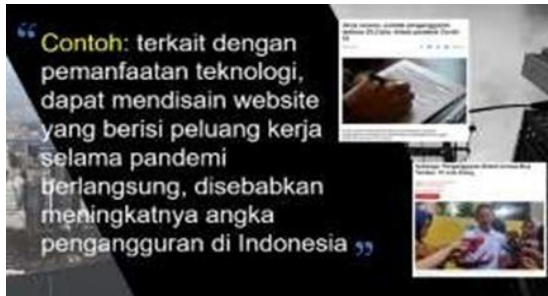 Contoh: terkait dengan
pemanfaatan teknologi,
dapat mendisain website
yang berisi peluang kerja
selama pandemi
berlangsung, disebabkan
meningkatnya angka
pengangguran di Indonesia